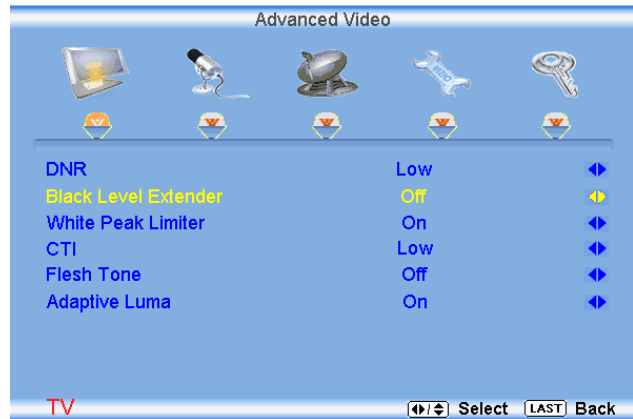 Advanced Video
DNR Low
Black Level Extender Off
White Peak Limiter On
CTI Low
Flesh Tone Off
Adaptive Luma On
TV Select LAST Back